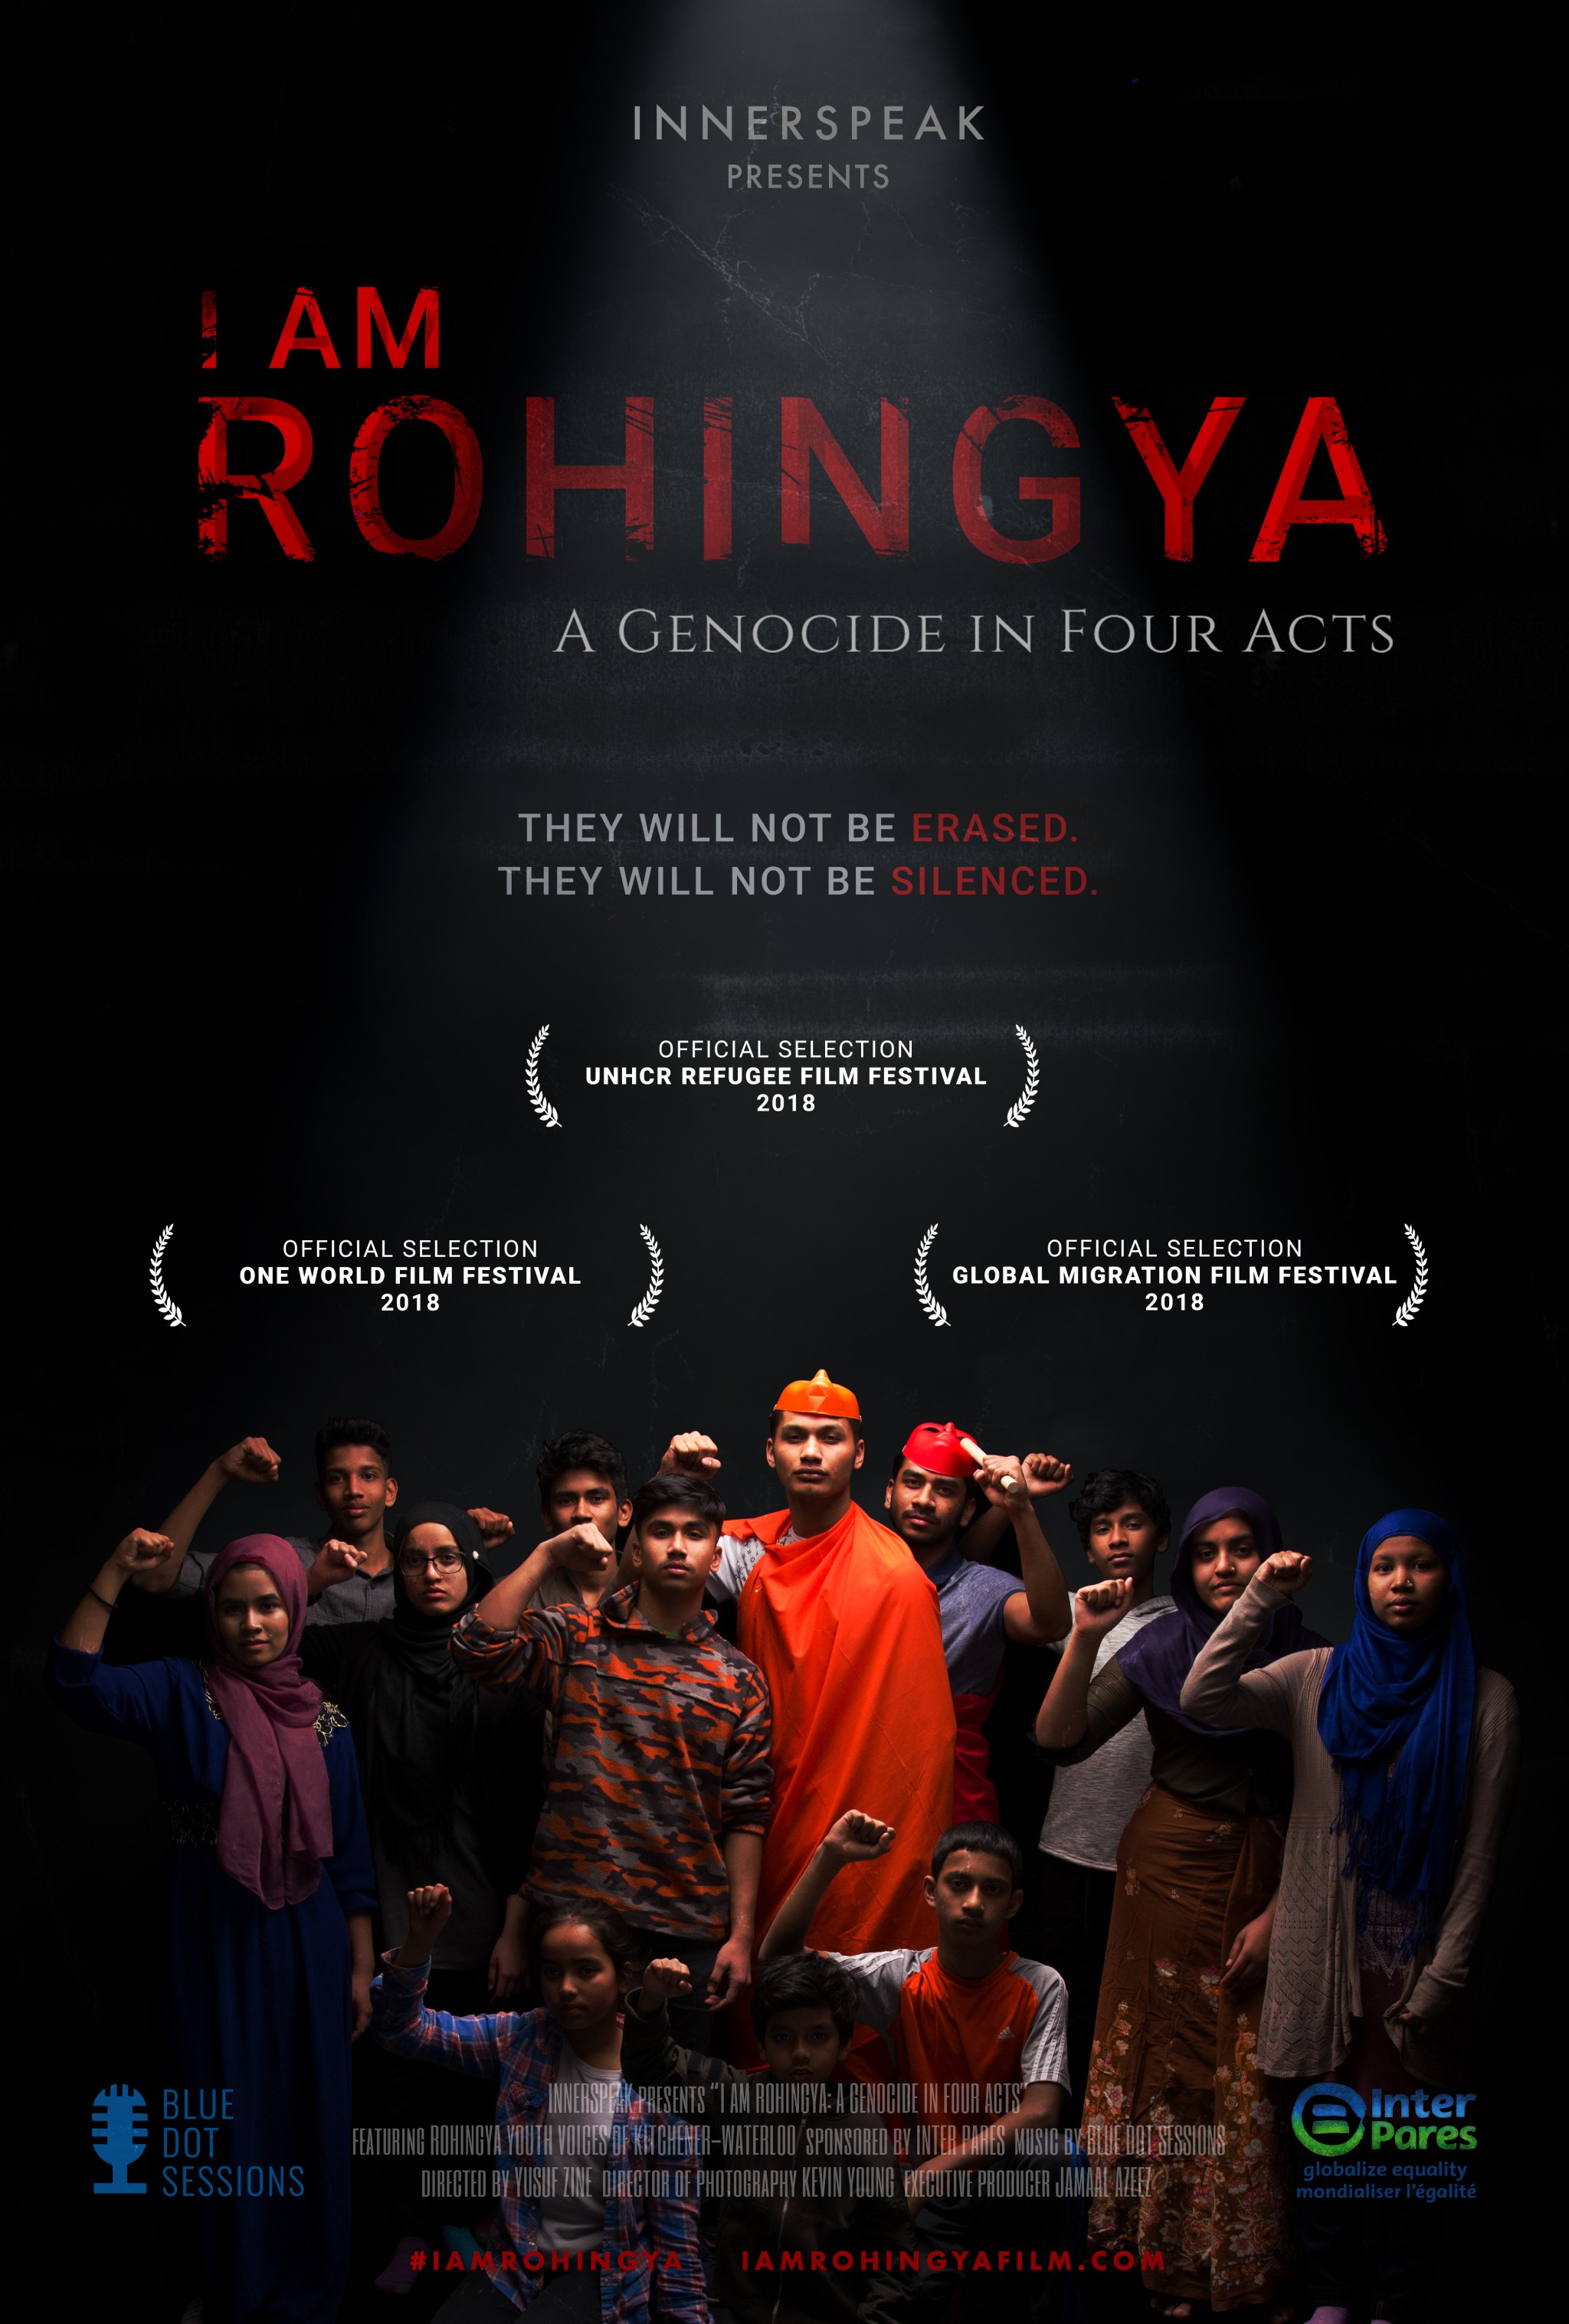 INNERSPEAK
PRESENTS
I AM
ROHINGYA
A GENOCIDE IN FOUR ACTS
THEY WILL NOT BE ERASED.
THEY WILL NOT BE SILENCED.
OFFICIAL SELECTION
UNHCR REFUGEE FILM FESTIVAL
2018
OFFICIAL SELECTION
ONE WORLD FILM FESTIVAL
2018
OFFICIAL SELECTION
GLOBAL MIGRATION FILM FESTIVAL
2018
BLUE
DOT
SESSIONS
INNERSPEAK PRESENTS “I AM ROHINGYA: A GENOCIDE IN FOUR ACTS”
FEATURING ROHINGYA YOUTH VOICES OF KITCHENER–WATERLOO SPONSORED BY INTER PARES MUSIC BY BLUE DOT SESSIONS
DIRECTED BY YUSUF ZINE DIRECTOR OF PHOTOGRAPHY KEVIN YOUNG EXECUTIVE PRODUCER JAMAAL AZEEZ
Inter
Pares
globalize equality
mondialiser l'égalité
#IAMROHINGYA IAMROHINGYAFILM.COM